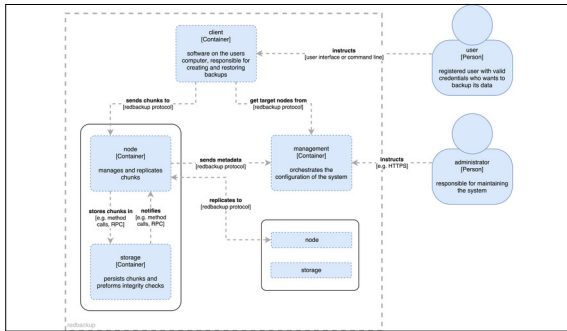 client
[Container]
software on the users
computer, responsible for
creating and restoring
backups
instructs
[user interface or command line]
user
[Person]
registered user with valid
credentials who wants to
backup its data
sends chunks to
[redbackup protocol]
get target nodes from
[redbackup protocol]
node
[Container]
manages and replicates
chunks
sends metadata
[redbackup protocol]
management
[Container]
orchestrates the
configuration of the system
instructs
[e.g. HTTPS]
administrator
[Person]
responsible for maintaining
the system
replicates to
[redbackup protocol]
stores chunks in
[e.g. method
calls, RPC]
notifies
[e.g. method
calls, RPC]
node
storage
[Container]
persists chunks and
preforms integrity checks
storage
redbackup